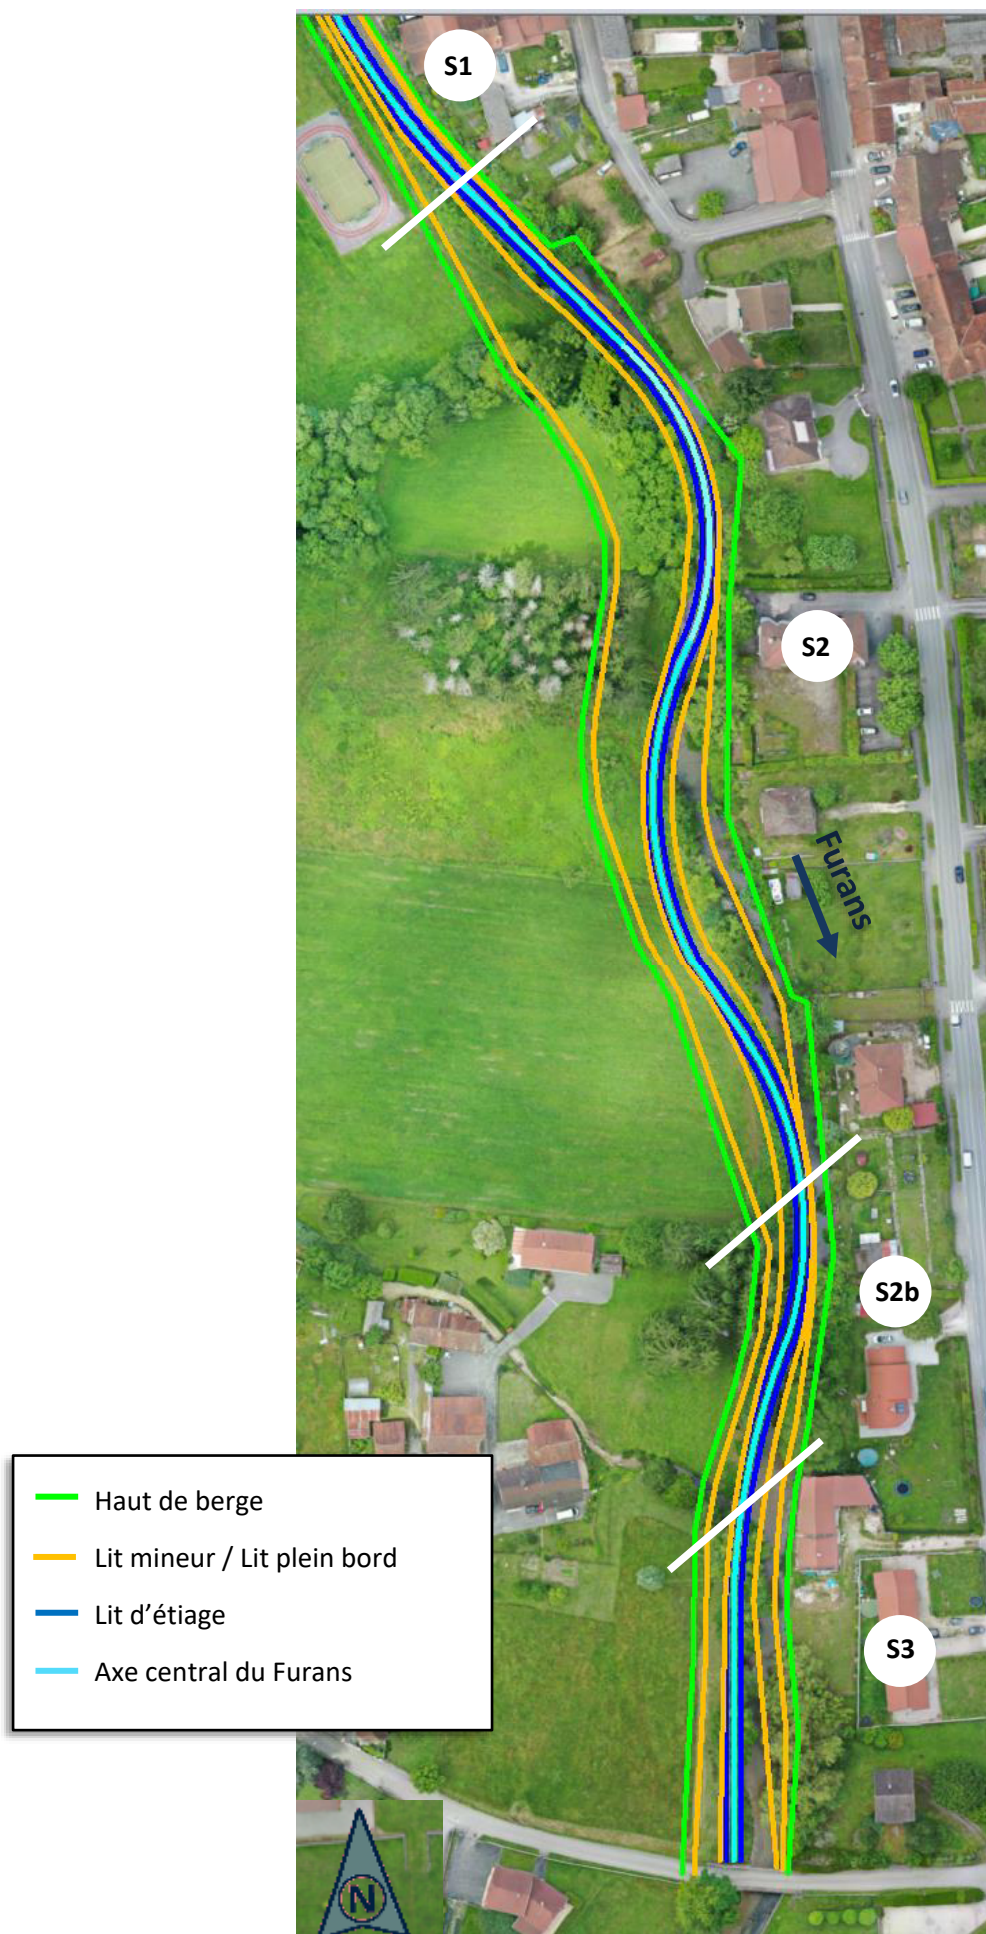 S1
S2
Furans
S2b
Haut de berge
Lit mineur / Lit plein bord
Lit d'étiage
Axe central du Furans
S3
N